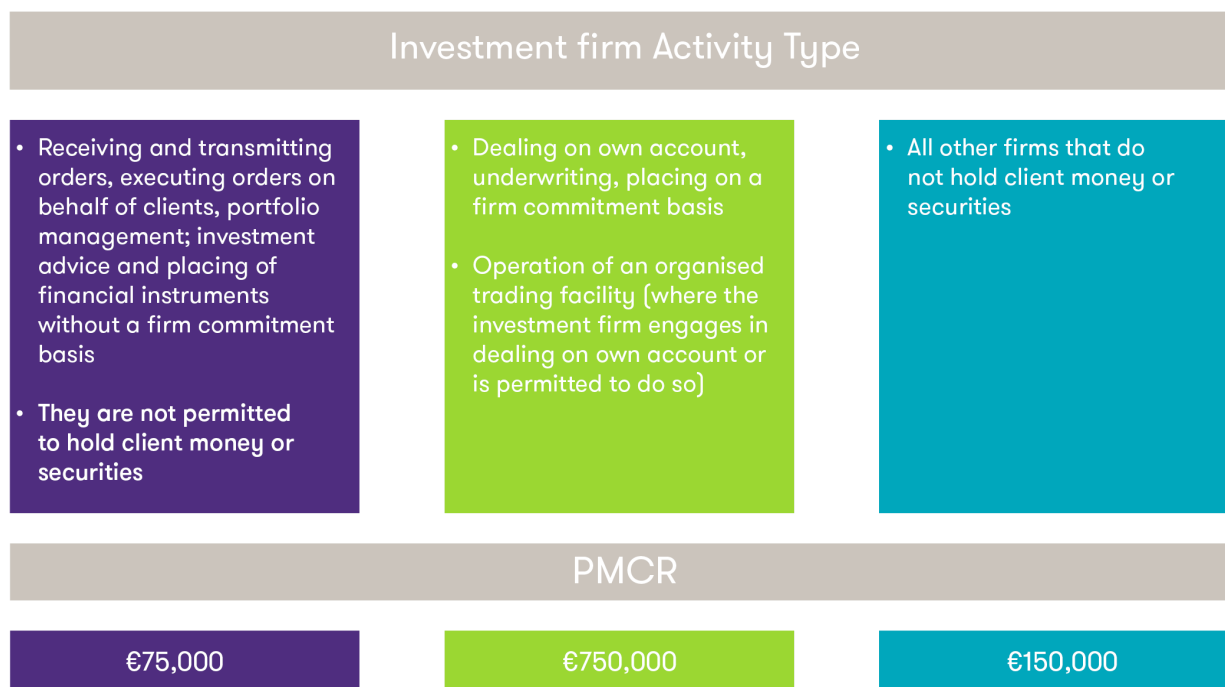 Investment firm Activity Type
• Receiving and transmitting
orders, executing orders on
behalf of clients, portfolio
management; investment
advice and placing of
financial instruments
without a firm commitment
basis
• They are not permitted
to hold client money or
securities
• Dealing on own account,
underwriting, placing on a
firm commitment basis
• Operation of an organised
trading facility (where the
investment firm engages in
dealing on own account or
is permitted to do so)
• All other firms that do
not hold client money or
securities
PMCR
€75,000
€750,000
€150,000